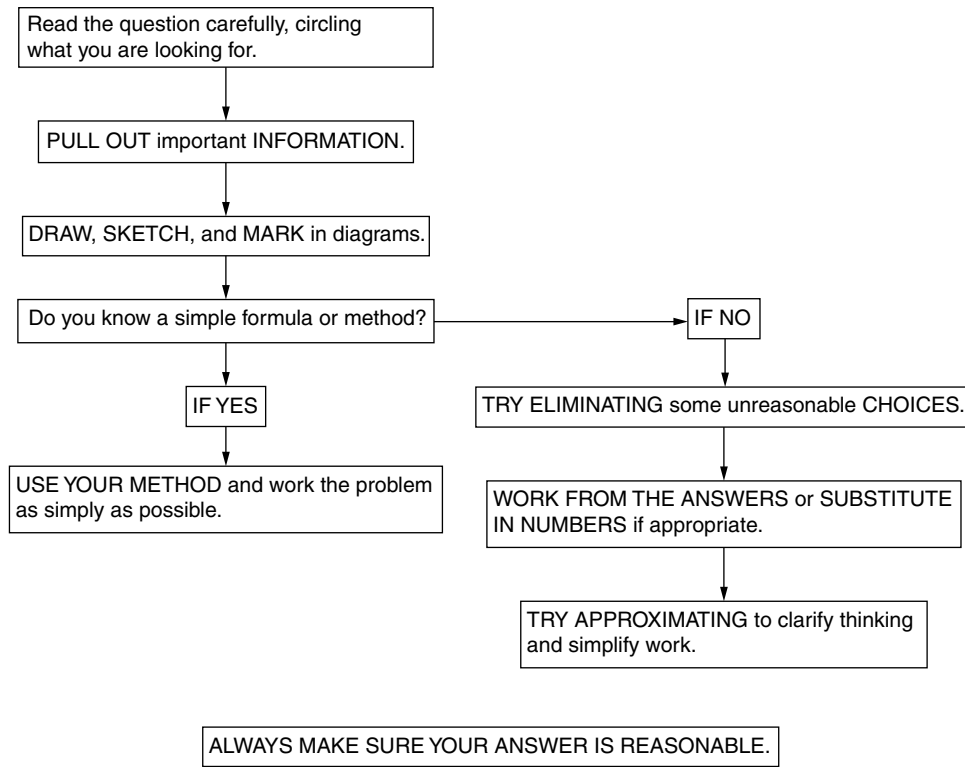 Read the question carefully, circling
what you are looking for.
PULL OUT important INFORMATION.
DRAW, SKETCH, and MARK in diagrams.
Do you know a simple formula or method?
IF NO
IF YES
TRY ELIMINATING some unreasonable CHOICES.
USE YOUR METHOD and work the problem
as simply as possible.
WORK FROM THE ANSWERS or SUBSTITUTE
IN NUMBERS if appropriate.
TRY APPROXIMATING to clarify thinking
and simplify work.
ALWAYS MAKE SURE YOUR ANSWER IS REASONABLE.